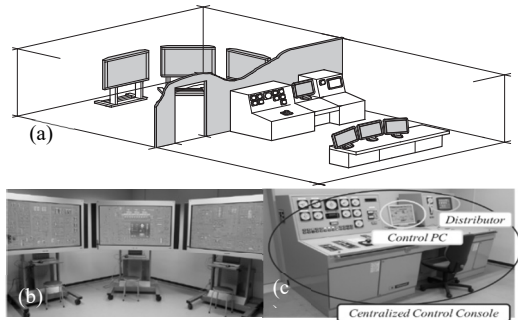 (a)
(b)
(c)
Distributor
Control PC
Centralized Control Console